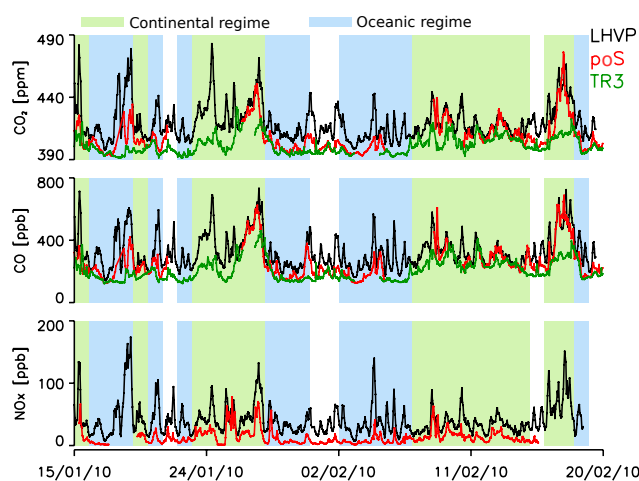 Continental regime Oceanic regime
LHVP
poS
TR3
490
440
390
CO₂ [ppm]
800
400
0
CO [ppb]
200
100
0
NOx [ppb]
15/01/10 24/01/10 02/02/10 11/02/10 20/02/10